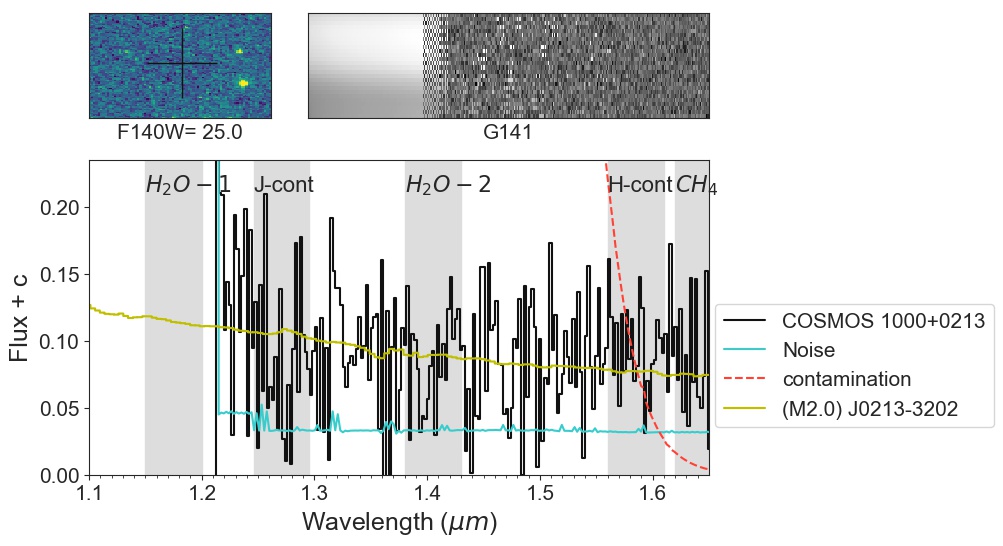 F140W= 25.0
G141
H₂O − 1
J-cont
H₂O − 2
H-cont
CH₄
0.20
0.15
0.10
0.05
0.00
Flux + c
1.1
1.2
1.3
1.4
1.5
1.6
Wavelength (μm)
COSMOS 1000+0213
Noise
contamination
(M2.0) J0213-3202